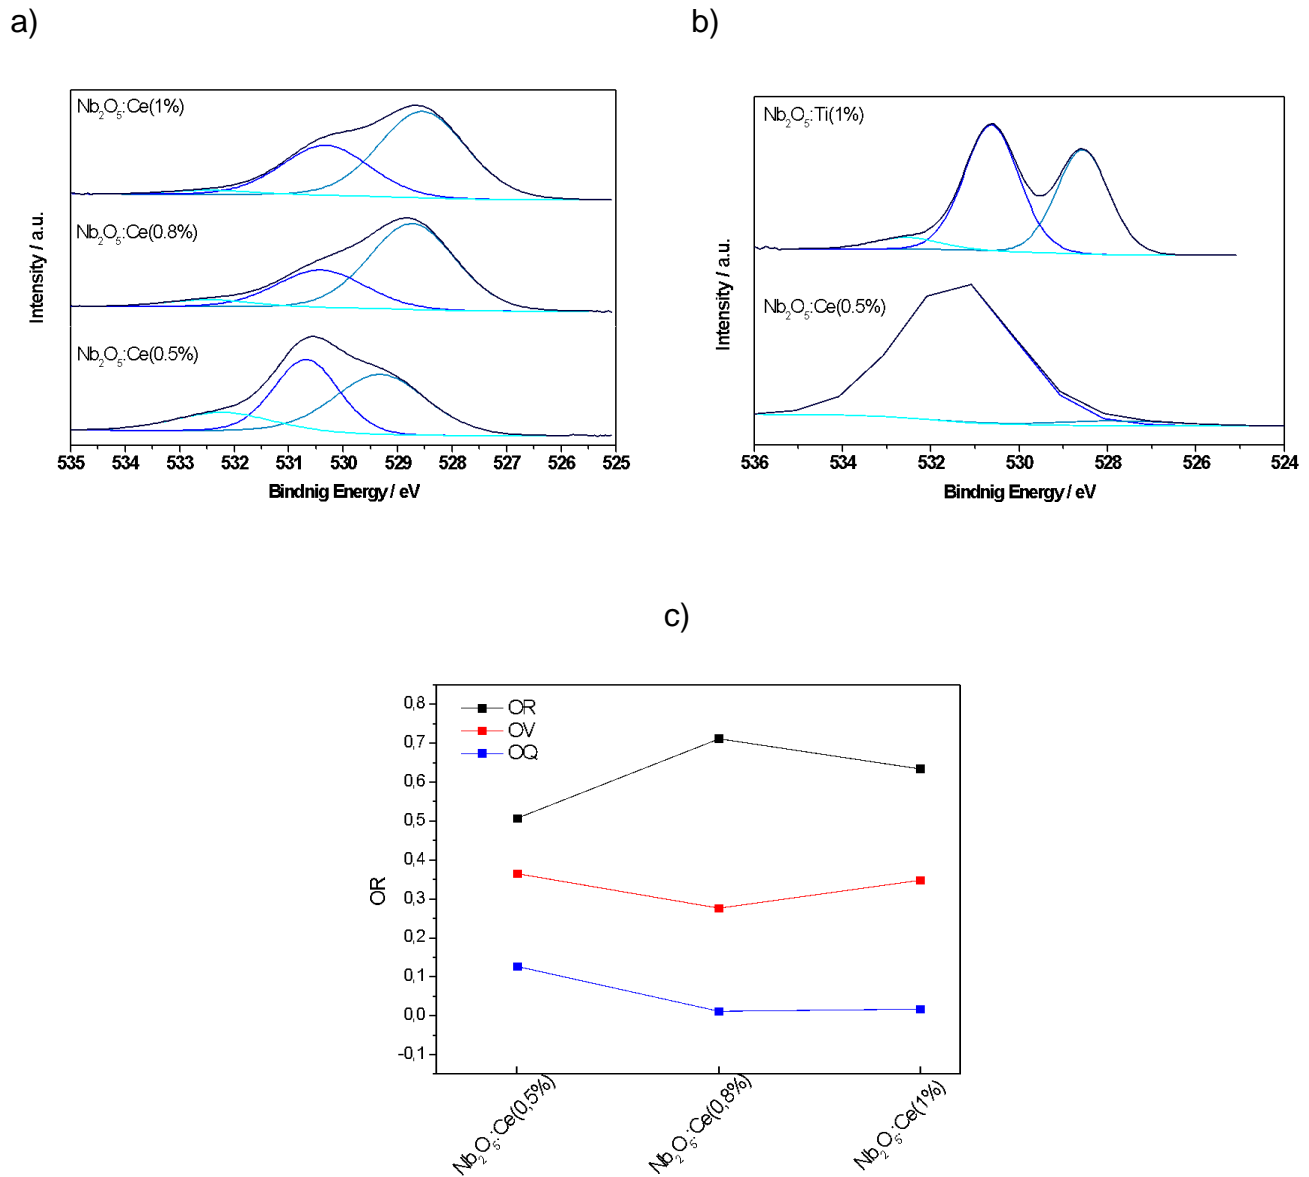 a)
Nb2O5:Ce(1%)
Nb2O5:Ce(0.8%)
Nb2O5:Ce(0.5%)
Intensity / a.u.
535 534 533 532 531 530 529 528 527 526 525
Bindnig Energy / eV
b)
Nb2O5:Ti(1%)
Nb2O5:Ce(0.5%)
Intensity / a.u.
536 534 532 530 528 526 524
Bindnig Energy / eV
c)
OR
OV
OQ
0,8
0,7
0,6
0,5
0,4
0,3
0,2
0,1
0,0
-0,1
OR
Nb2O5:Ce(0,5%)
Nb2O5:Ce(0,8%)
Nb2O5:Ce(1%)